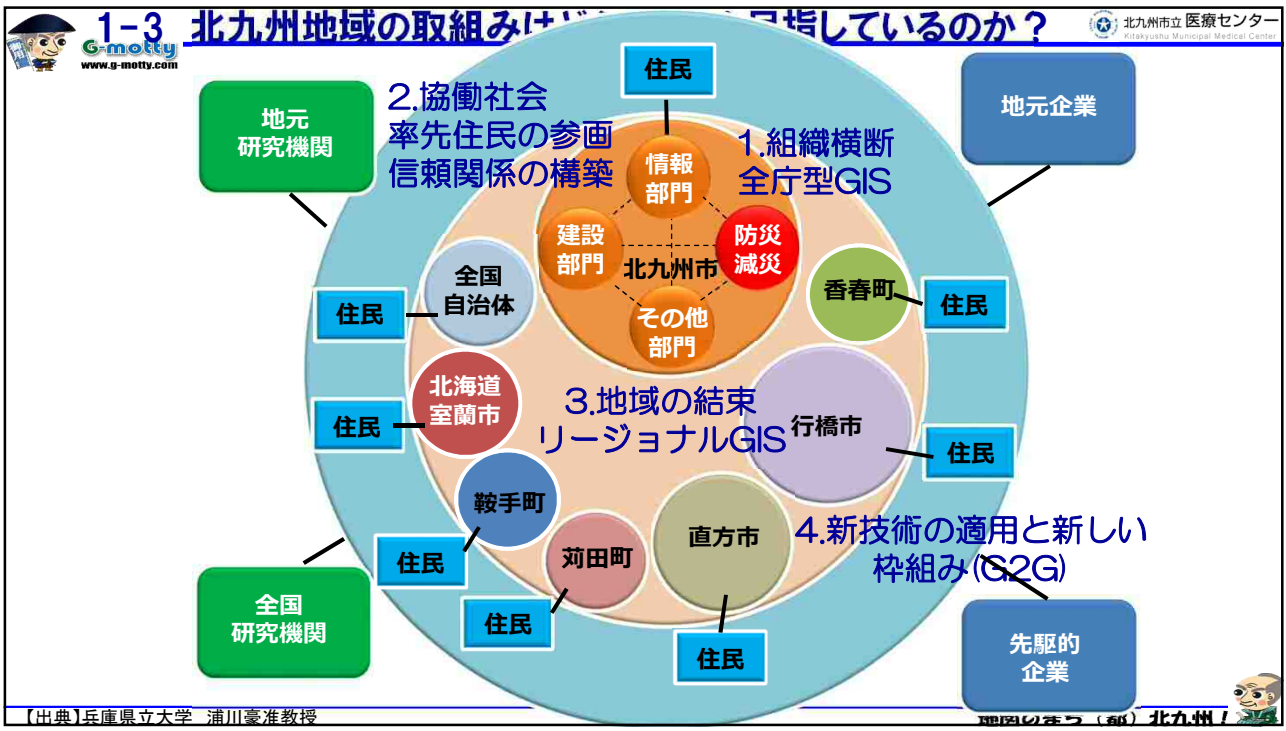 1-3
北九州地域の取組みは
指しているのか？
G-motty
www.g-motty.com
北九州市立 医療センター
Kitakyushu Municipal Medical Center
住民
地元
研究機関
2.協働社会
率先住民の参画
信頼関係の構築
1.組織横断
全庁型GIS
地元企業
情報
部門
建設
部門
防災
減災
北九州市
その他
部門
全国
自治体
住民
香春町
住民
北海道
室蘭市
住民
3.地域の結束
リージョナルGIS
行橋市
住民
鞍手町
住民
苅田町
住民
直方市
住民
4.新技術の適用と新しい
枠組み(G2G)
全国
研究機関
先駆的
企業
【出典】兵庫県立大学 浦川豪准教授
地図のまち（都）北九州！